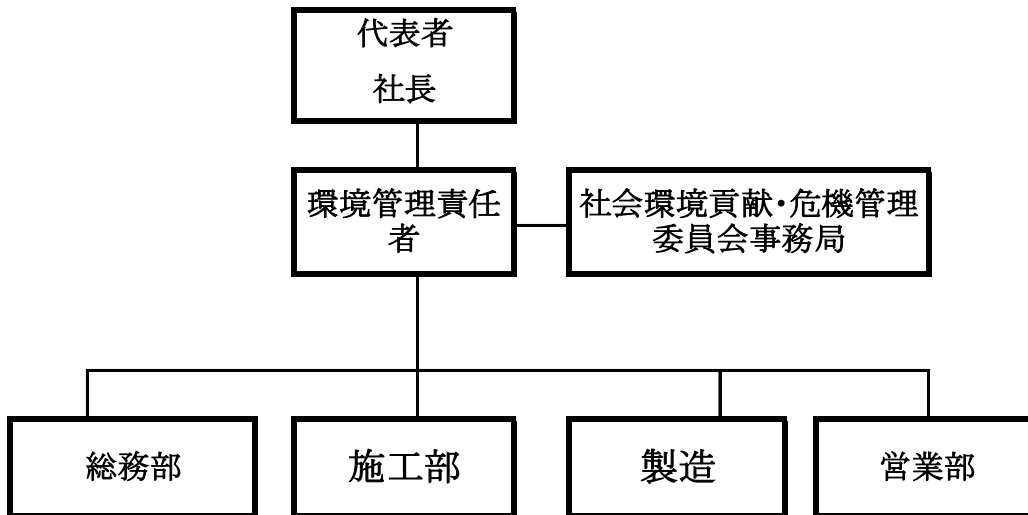 代表者
社長
環境管理責任
者
社会環境貢献・危機管理
委員会事務局
総務部
施工部
製造
営業部